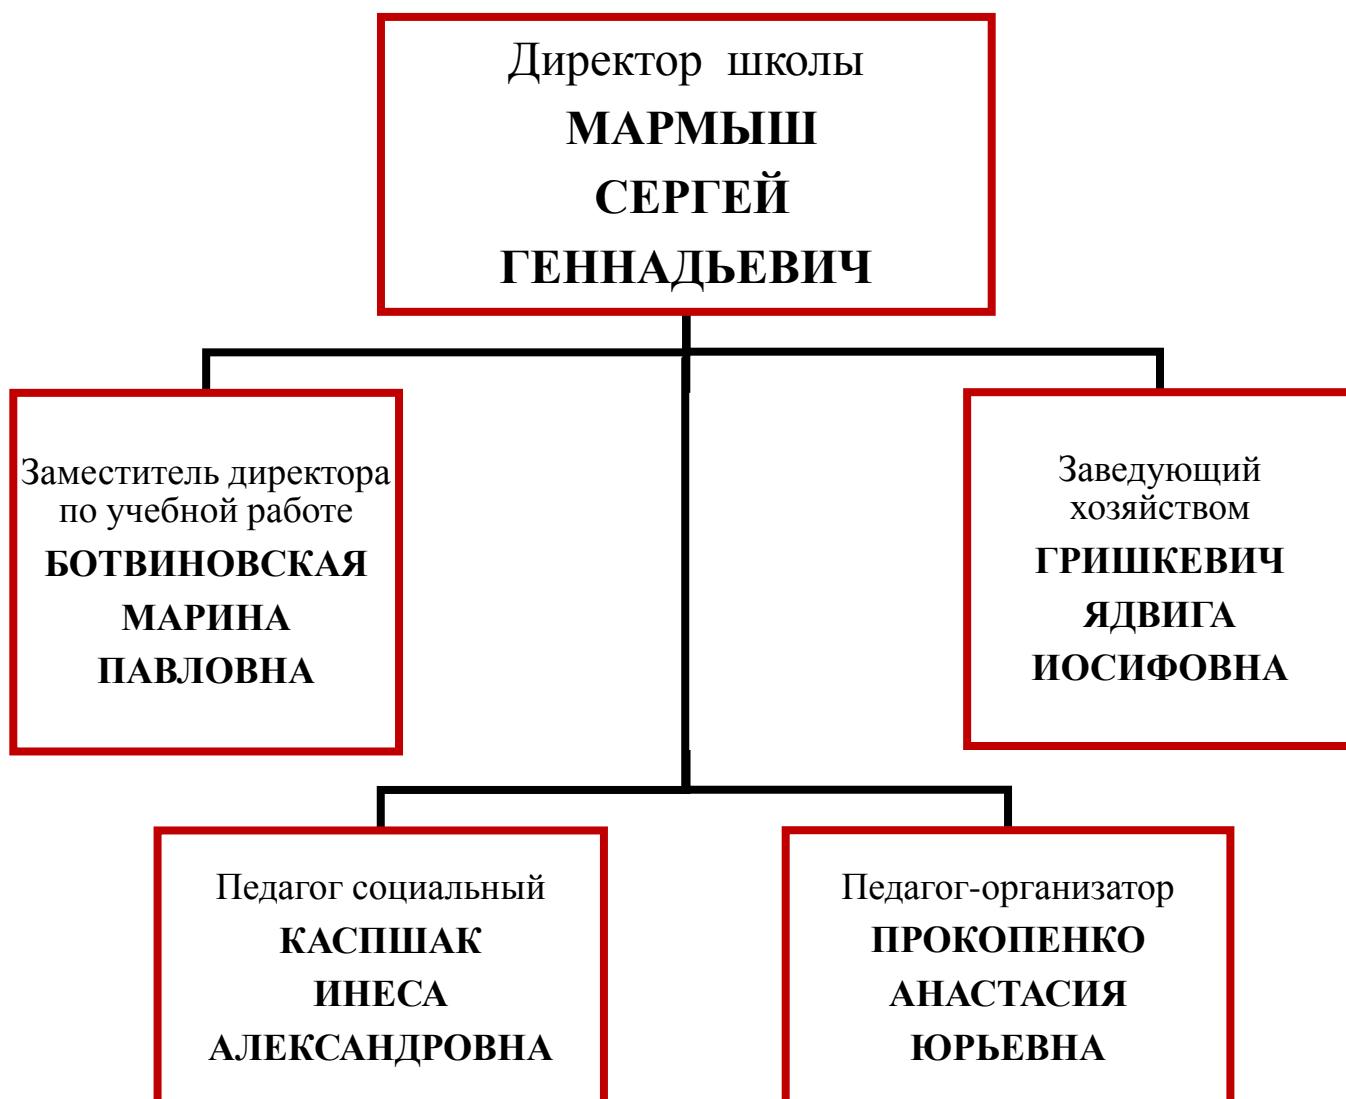 Директор школы
МАРМЫШ
СЕРГЕЙ
ГЕННАДЬЕВИЧ
Заместитель директора
по учебной работе
БОТВИНОВСКАЯ
МАРИНА
ПАВЛОВНА
Заведующий
хозяйством
ГРИШКЕВИЧ
ЯДВИГА
ИОСИФОВНА
Педагог социальный
КАСПШАК
ИНЕСА
АЛЕКСАНДРОВНА
Педагог-организатор
ПРОКОПЕНКО
АНАСТАСИЯ
ЮРЬЕВНА